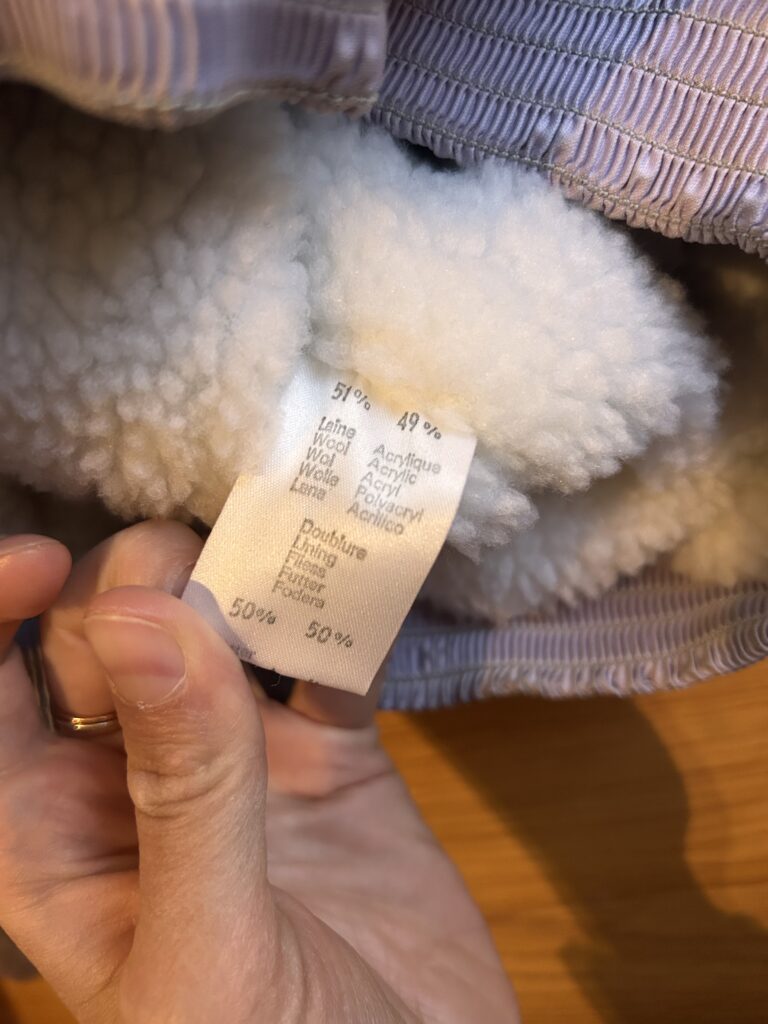 51% 49%
Laine Acrylique
Wool Acrylic
Wol Acryl
Wolle Polyacryl
Lana Acrilico
Doublure
Lining
Fliess
Futter
Fodera
50% 50%